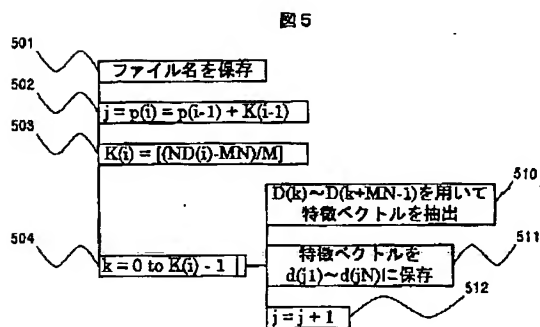 図5
501
ファイル名を保存
502
j = p(i) = p(i-1) + K(i-1)
503
K(i) = [{ND(i)-MN)/M]
510
D(k)~D(k+MN-1)を用いて
特徴ベクトルを抽出
504
k = 0 to K(i) - 1
511
特徴ベクトルを
d(j1)~d(jN)に保存
512
j = j + 1